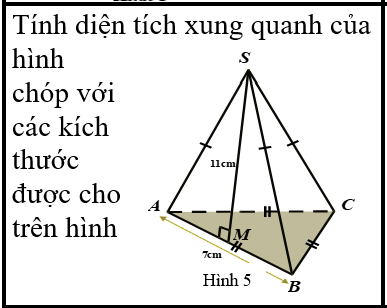 Tính diện tích xung quanh của
hình
chóp với
các kích
thước
được cho
trên hình
S
11cm
A
C
M
7cm
B
Hình 5